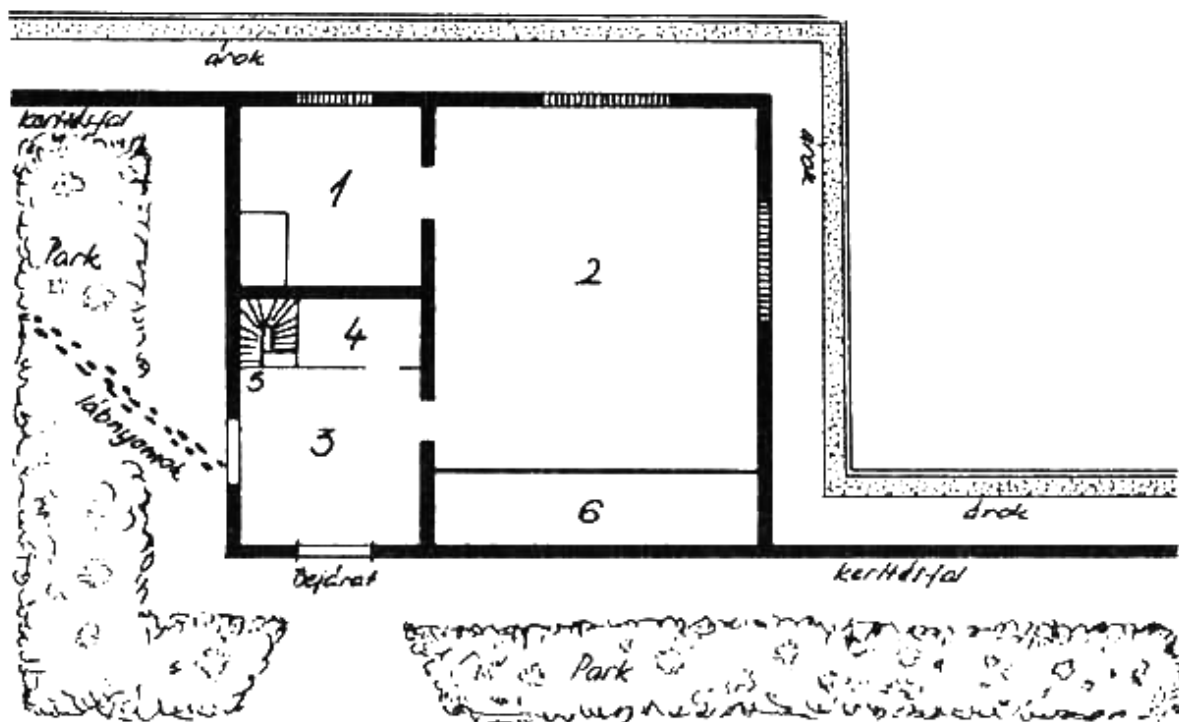 árok
kerítésfal
árok
1
Park
2
4
5
lábnyomok
3
6
árok
Bejárat
kerítésfal
Park